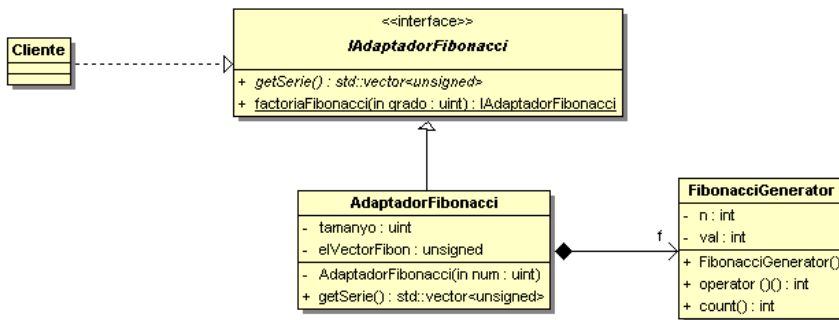 <<interface>>
IAdaptadorFibonacci
+ getSerie() : std::vector<unsigned>
+ factoriaFibonacci(in grado : uint) : IAdaptadorFibonacci
Cliente
AdaptadorFibonacci
- tamanyo : uint
- elVectorFibon : unsigned
- AdaptadorFibonacci(in num : uint)
+ getSerie() : std::vector<unsigned>
f
FibonacciGenerator
- n : int
- val : int
+ FibonacciGenerator()
+ operator ()() : int
+ count() : int